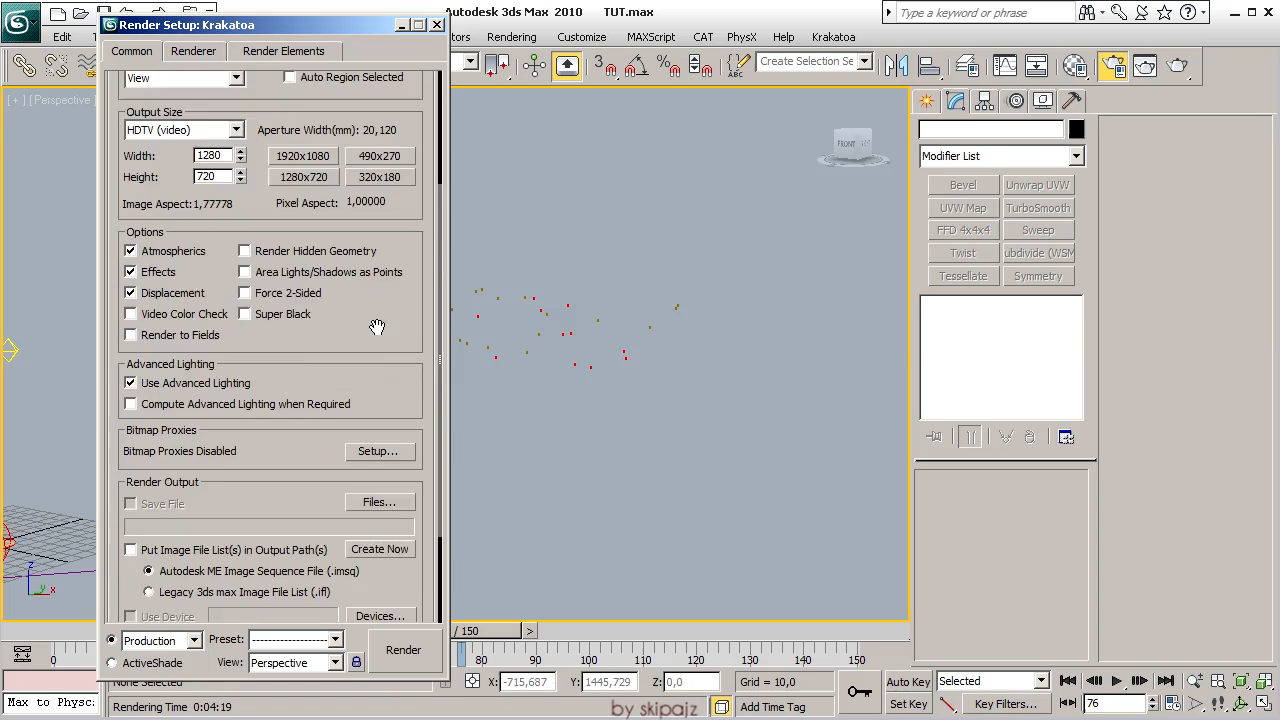 Autodesk 3ds Max 2010 TUT.max
Type a keyword or phrase
Render Setup: Krakatoa
Edit
Rendering Customize MAXScript CAT PhysX Help Krakatoa
Common Renderer Render Elements
Create Selection Se
View
Auto Region Selected
[ + ] [Perspective
Output Size
HDTV (video)
Aperture Width(mm): 20,120
Width: 1280 1920x1080 490x270
Height: 720 1280x720 320x180
Image Aspect:1,77778 Pixel Aspect: 1,00000
Options
Atmospherics Render Hidden Geometry
Effects Area Lights/Shadows as Points
Displacement Force 2-Sided
Video Color Check Super Black
Render to Fields
Advanced Lighting
Use Advanced Lighting
Compute Advanced Lighting when Required
Bitmap Proxies
Bitmap Proxies Disabled Setup...
Render Output
Save File Files...
Put Image File List(s) in Output Path(s) Create Now
Autodesk ME Image Sequence File (.imsq)
Legacy 3ds max Image File List (.ifl)
Use Device Devices...
Production Preset: --------------------
Render
ActiveShade View: Perspective
FRONT
Modifier List
Bevel Unwrap UVW
UVW Map TurboSmooth
FFD 4x4x4 Sweep
Twist ubdivide (WSM
Tessellate Symmetry
/ 150 >
0 80 90 100 110 120 130 140 150
z y x
None Selected X: -715,687 Y: 1445,729 Z: 0,0 Grid = 10,0 Auto Key Selected
Max to Physc: Rendering Time 0:04:19 Add Time Tag Set Key Key Filters... 76
by skipajz